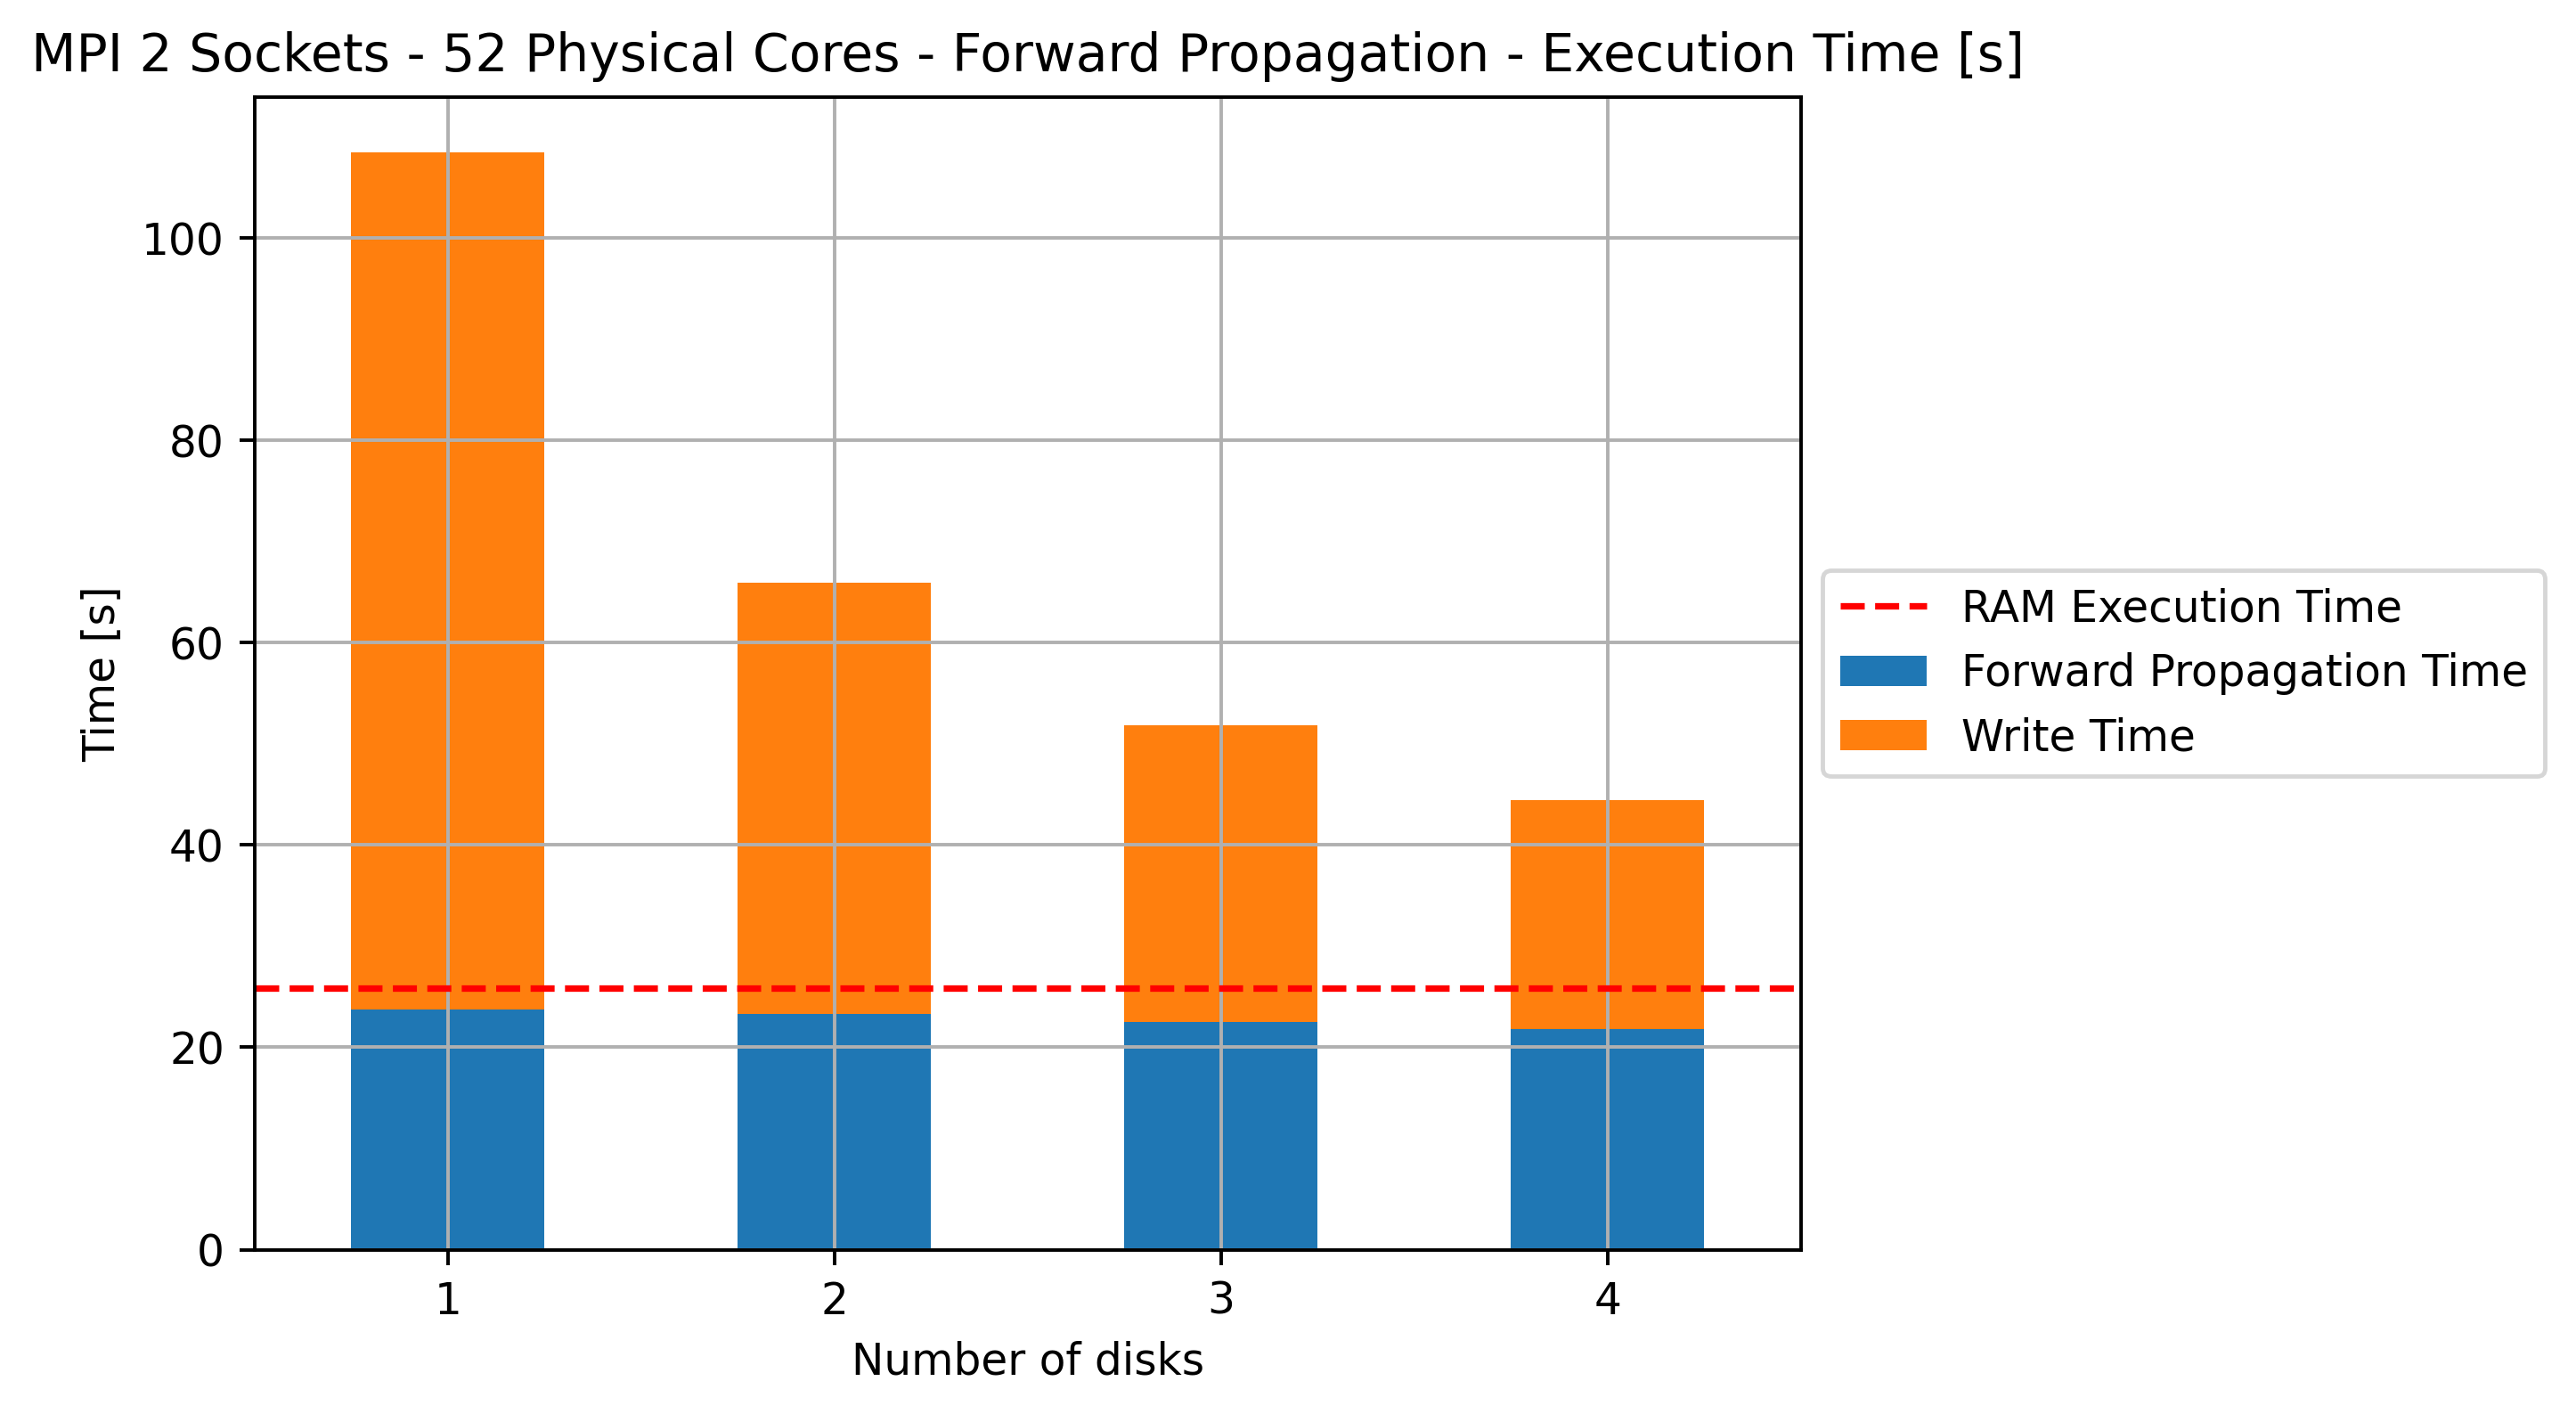 MPI 2 Sockets - 52 Physical Cores - Forward Propagation - Execution Time [s]
100
80
60
40
20
0
Time [s]
1 2 3 4
Number of disks
RAM Execution Time
Forward Propagation Time
Write Time